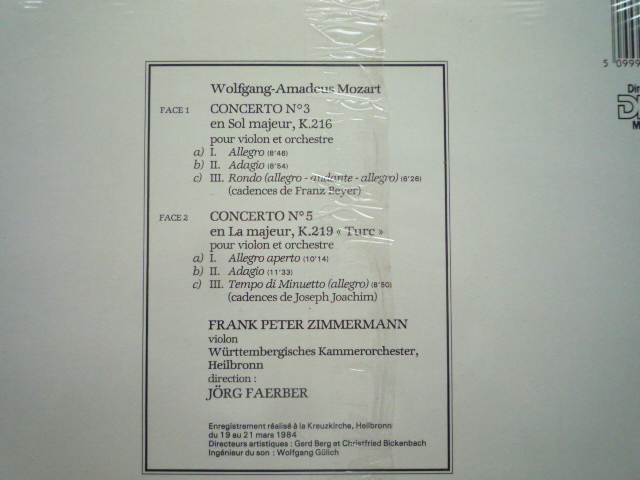 Wolfgang-Amadeus Mozart
FACE 1 CONCERTO N°3
en Sol majeur, K.216
pour violon et orchestre
a) I. Allegro (8'46)
b) II. Adagio (8'54)
c) III. Rondo (allegro - andante - allegro) (6'26)
(cadences de Franz Beyer)
FACE 2 CONCERTO N°5
en La majeur, K.219 « Turc »
pour violon et orchestre
a) I. Allegro aperto (10'14)
b) II. Adagio (11'33)
c) III. Tempo di Minuetto (allegro) (8'50)
(cadences de Joseph Joachim)
FRANK PETER ZIMMERMANN
violon
Württembergisches Kammerorchester,
Heilbronn
direction :
JÖRG FAERBER
Enregistrement réalisé à la Kreuzkirche, Heilbronn
du 19 au 21 mars 1984
Directeurs artistiques : Gerd Berg et Christfried Bickenbach
Ingénieur du son : Wolfgang Gülich
5 0999